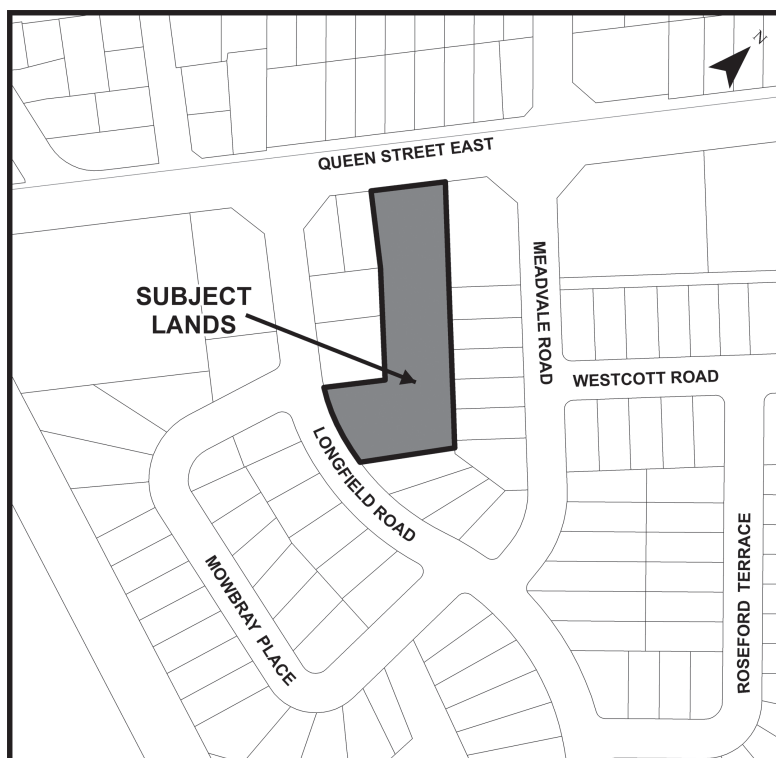 N
QUEEN STREET EAST
MEADVALE ROAD
SUBJECT
LANDS
WESTCOTT ROAD
LONGFIELD ROAD
MOWBRAY PLACE
ROSEFORD TERRACE